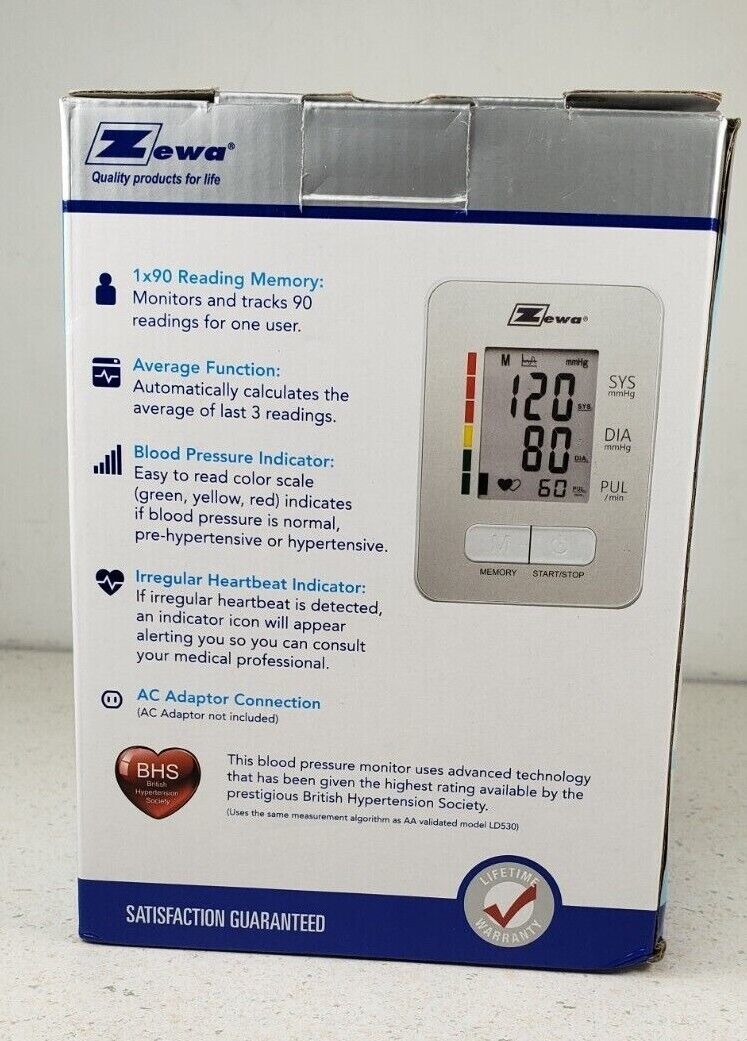 Zewa®
Quality products for life
1x90 Reading Memory:
Monitors and tracks 90
readings for one user.
Average Function:
Automatically calculates the
average of last 3 readings.
Blood Pressure Indicator:
Easy to read color scale
(green, yellow, red) indicates
if blood pressure is normal,
pre-hypertensive or hypertensive.
Irregular Heartbeat Indicator:
If irregular heartbeat is detected,
an indicator icon will appear
alerting you so you can consult
your medical professional.
AC Adaptor Connection
(AC Adaptor not included)
Zewa®
M mmHg
120 SYS.
SYS
mmHg
80 DIA.
DIA
mmHg
60 PUL.
PUL
/min
M
MEMORY START/STOP
BHS
British
Hypertension
Society
This blood pressure monitor uses advanced technology
that has been given the highest rating available by the
prestigious British Hypertension Society.
(Uses the same measurement algorithm as AA validated model LD530)
SATISFACTION GUARANTEED
LIFETIME
WARRANTY